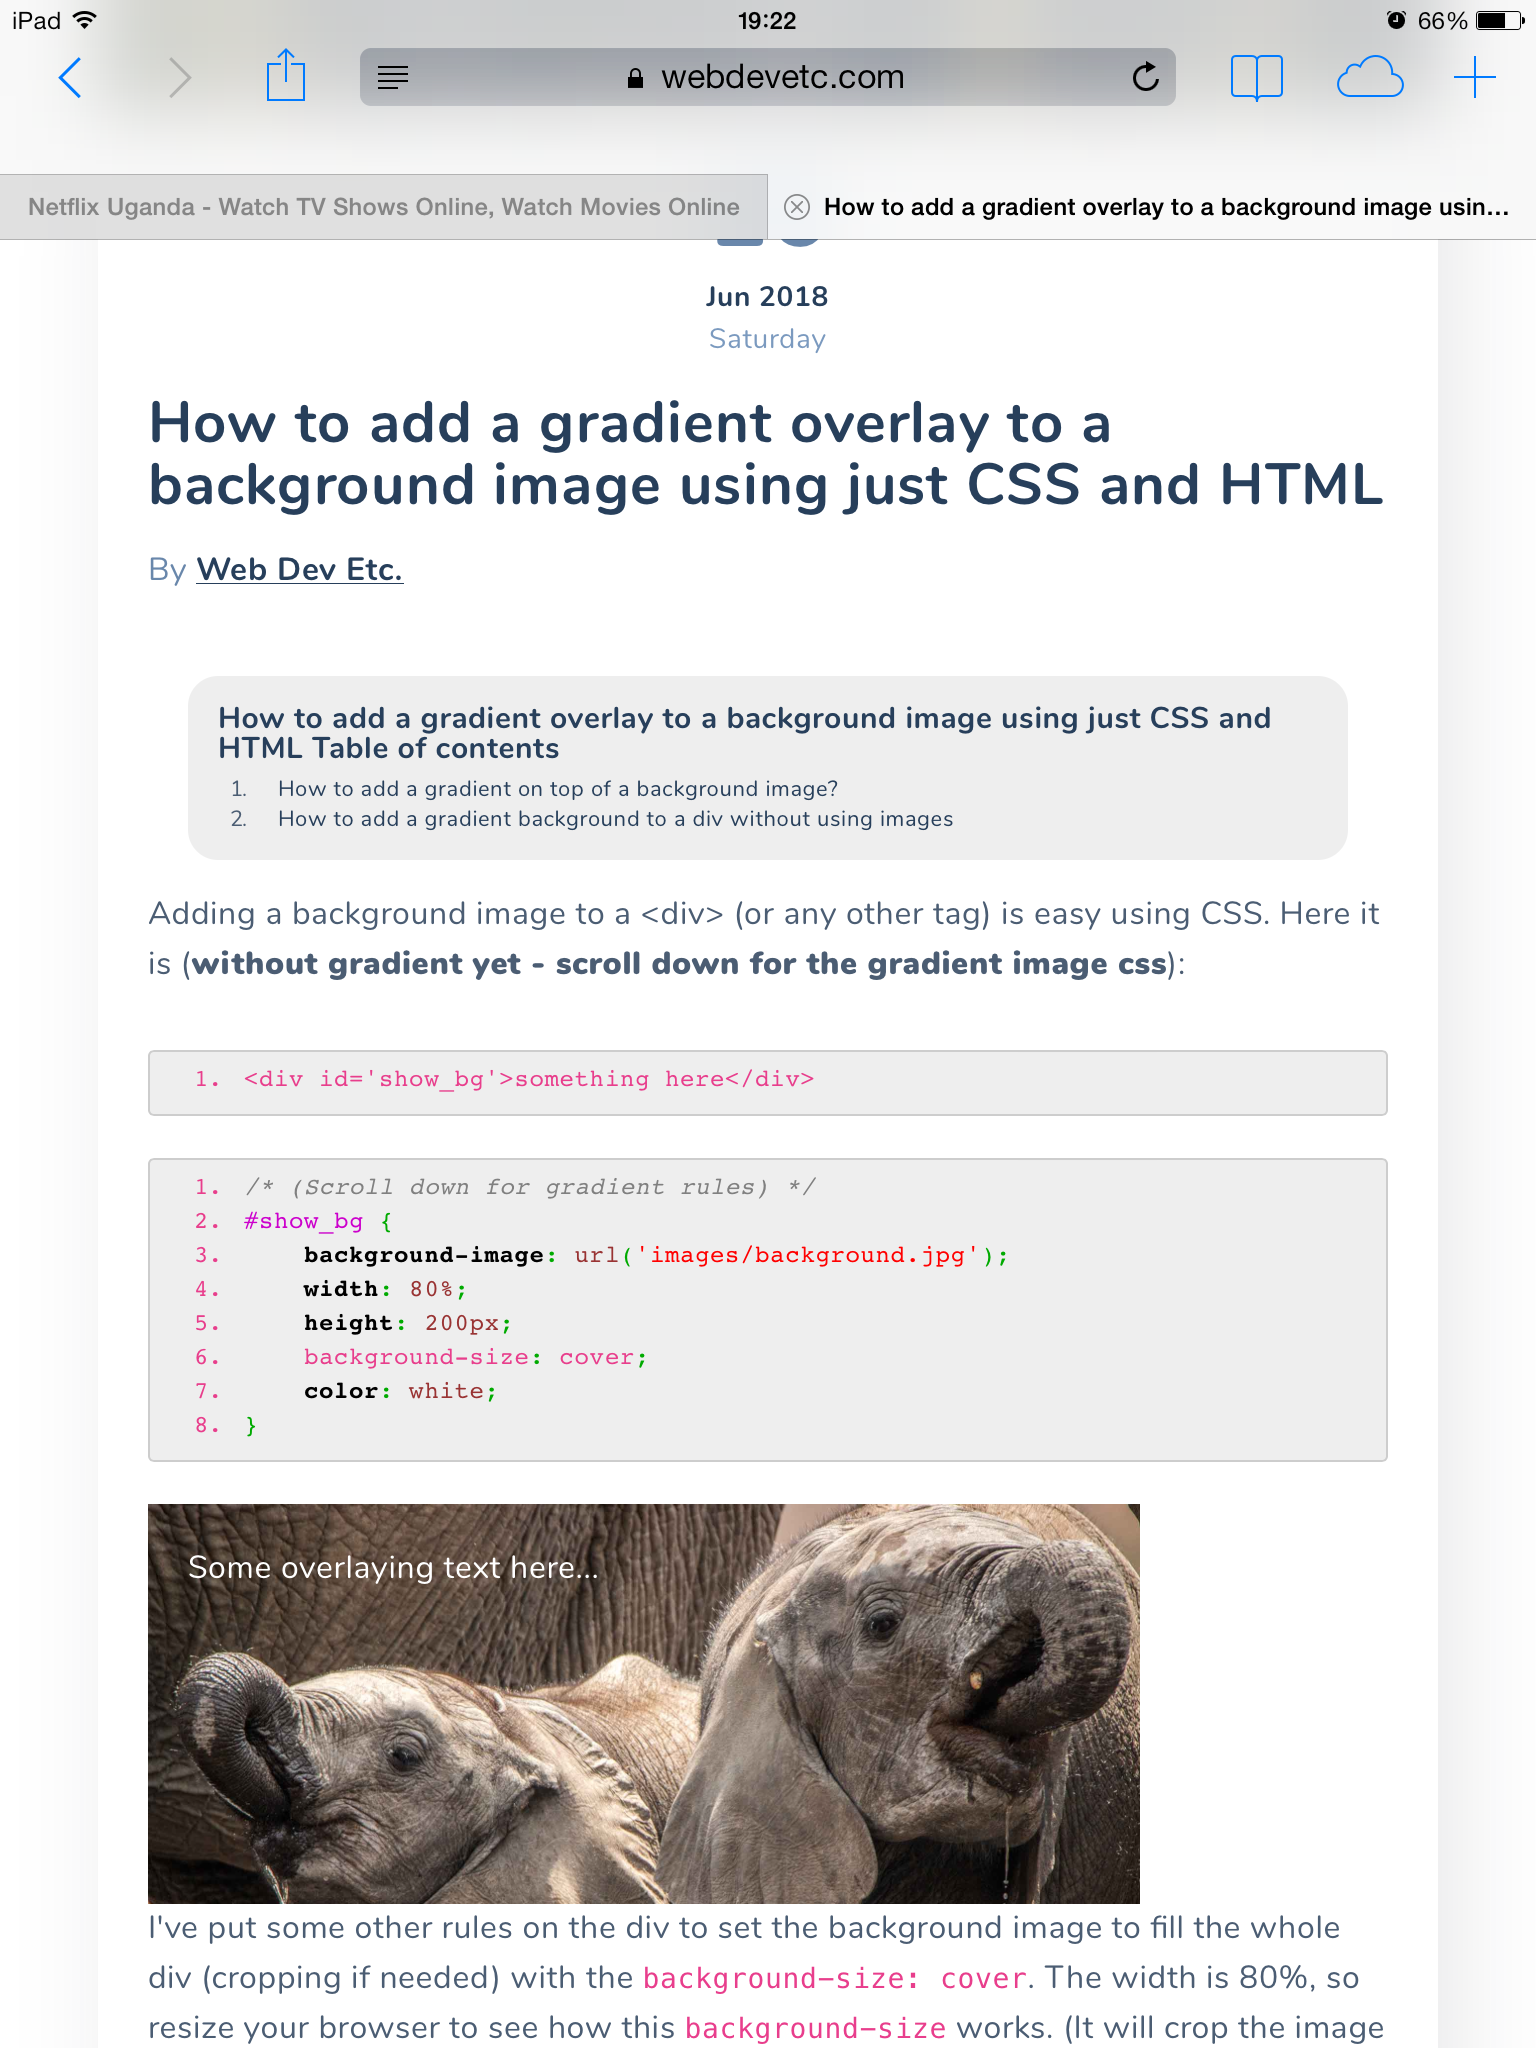 iPad 19:22 66%
webdevetc.com
Netflix Uganda - Watch TV Shows Online, Watch Movies Online
How to add a gradient overlay to a background image usin...
Jun 2018
Saturday
How to add a gradient overlay to a
background image using just CSS and HTML
By Web Dev Etc.
How to add a gradient overlay to a background image using just CSS and
HTML Table of contents
1. How to add a gradient on top of a background image?
2. How to add a gradient background to a div without using images
Adding a background image to a <div> (or any other tag) is easy using CSS. Here it
is (without gradient yet - scroll down for the gradient image css):
1. <div id='show_bg'>something here</div>
1. /* (Scroll down for gradient rules) */
2. #show_bg {
3. background-image: url('images/background.jpg');
4. width: 80%;
5. height: 200px;
6. background-size: cover;
7. color: white;
8. }
Some overlaying text here...
I've put some other rules on the div to set the background image to fill the whole
div (cropping if needed) with the background-size: cover. The width is 80%, so
resize your browser to see how this background-size works. (It will crop the image